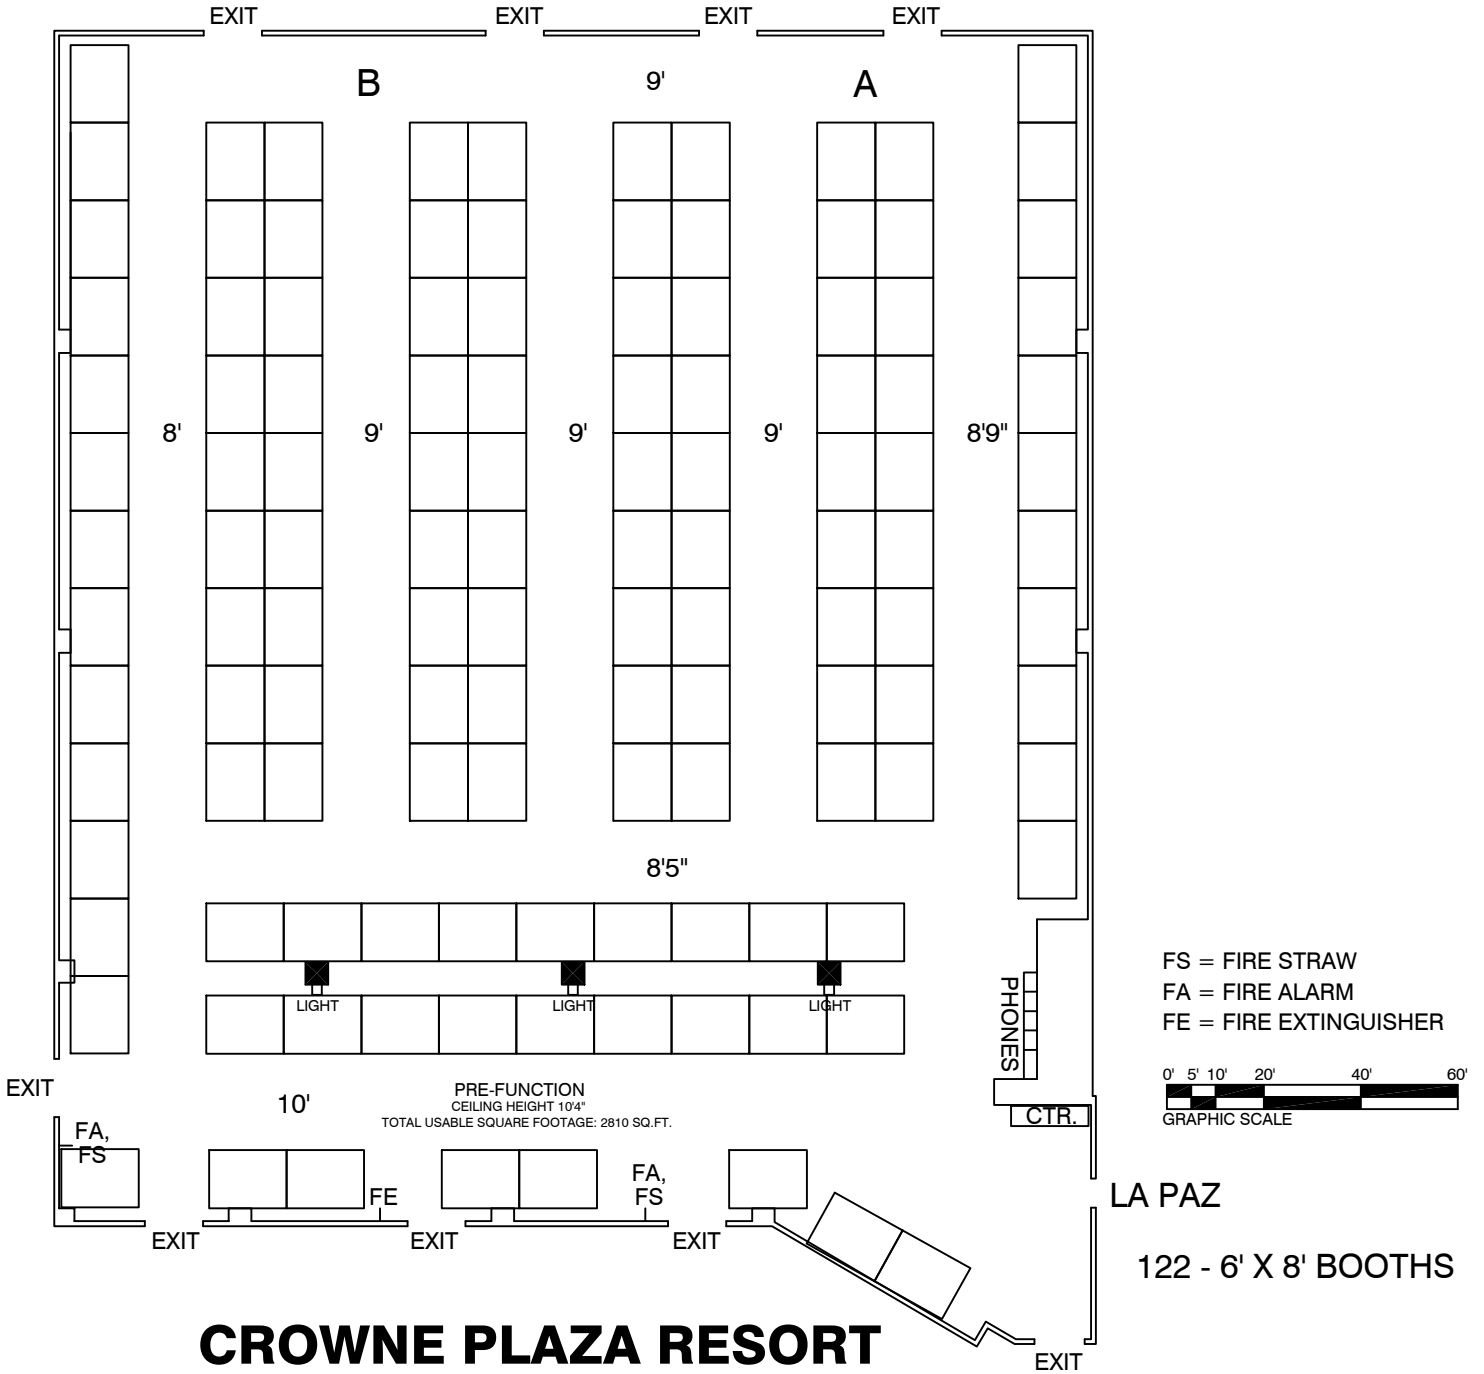 EXIT
EXIT
EXIT
EXIT
B
9'
A
8'
9'
9'
9'
8'9"
8'5"
LIGHT
LIGHT
LIGHT
PHONES
FS = FIRE STRAW
FA = FIRE ALARM
FE = FIRE EXTINGUISHER
0' 5' 10' 20' 40' 60'
GRAPHIC SCALE
EXIT
10'
PRE-FUNCTION
CEILING HEIGHT 10'4"
TOTAL USABLE SQUARE FOOTAGE: 2810 SQ.FT.
CTR.
FA,
FS
FE
FA,
FS
LA PAZ
EXIT
EXIT
EXIT
122 - 6' X 8' BOOTHS
CROWNE PLAZA RESORT
EXIT